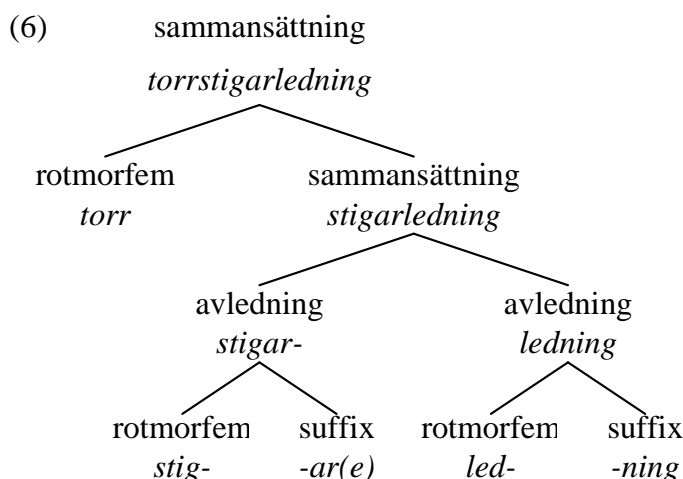 (6) sammansättning
torrstigarledning
rotmorfem sammansättning
torr stigarledning
avledning avledning
stigar- ledning
rotmorfem suffix rotmorfem suffix
stig- -ar(e) led- -ning